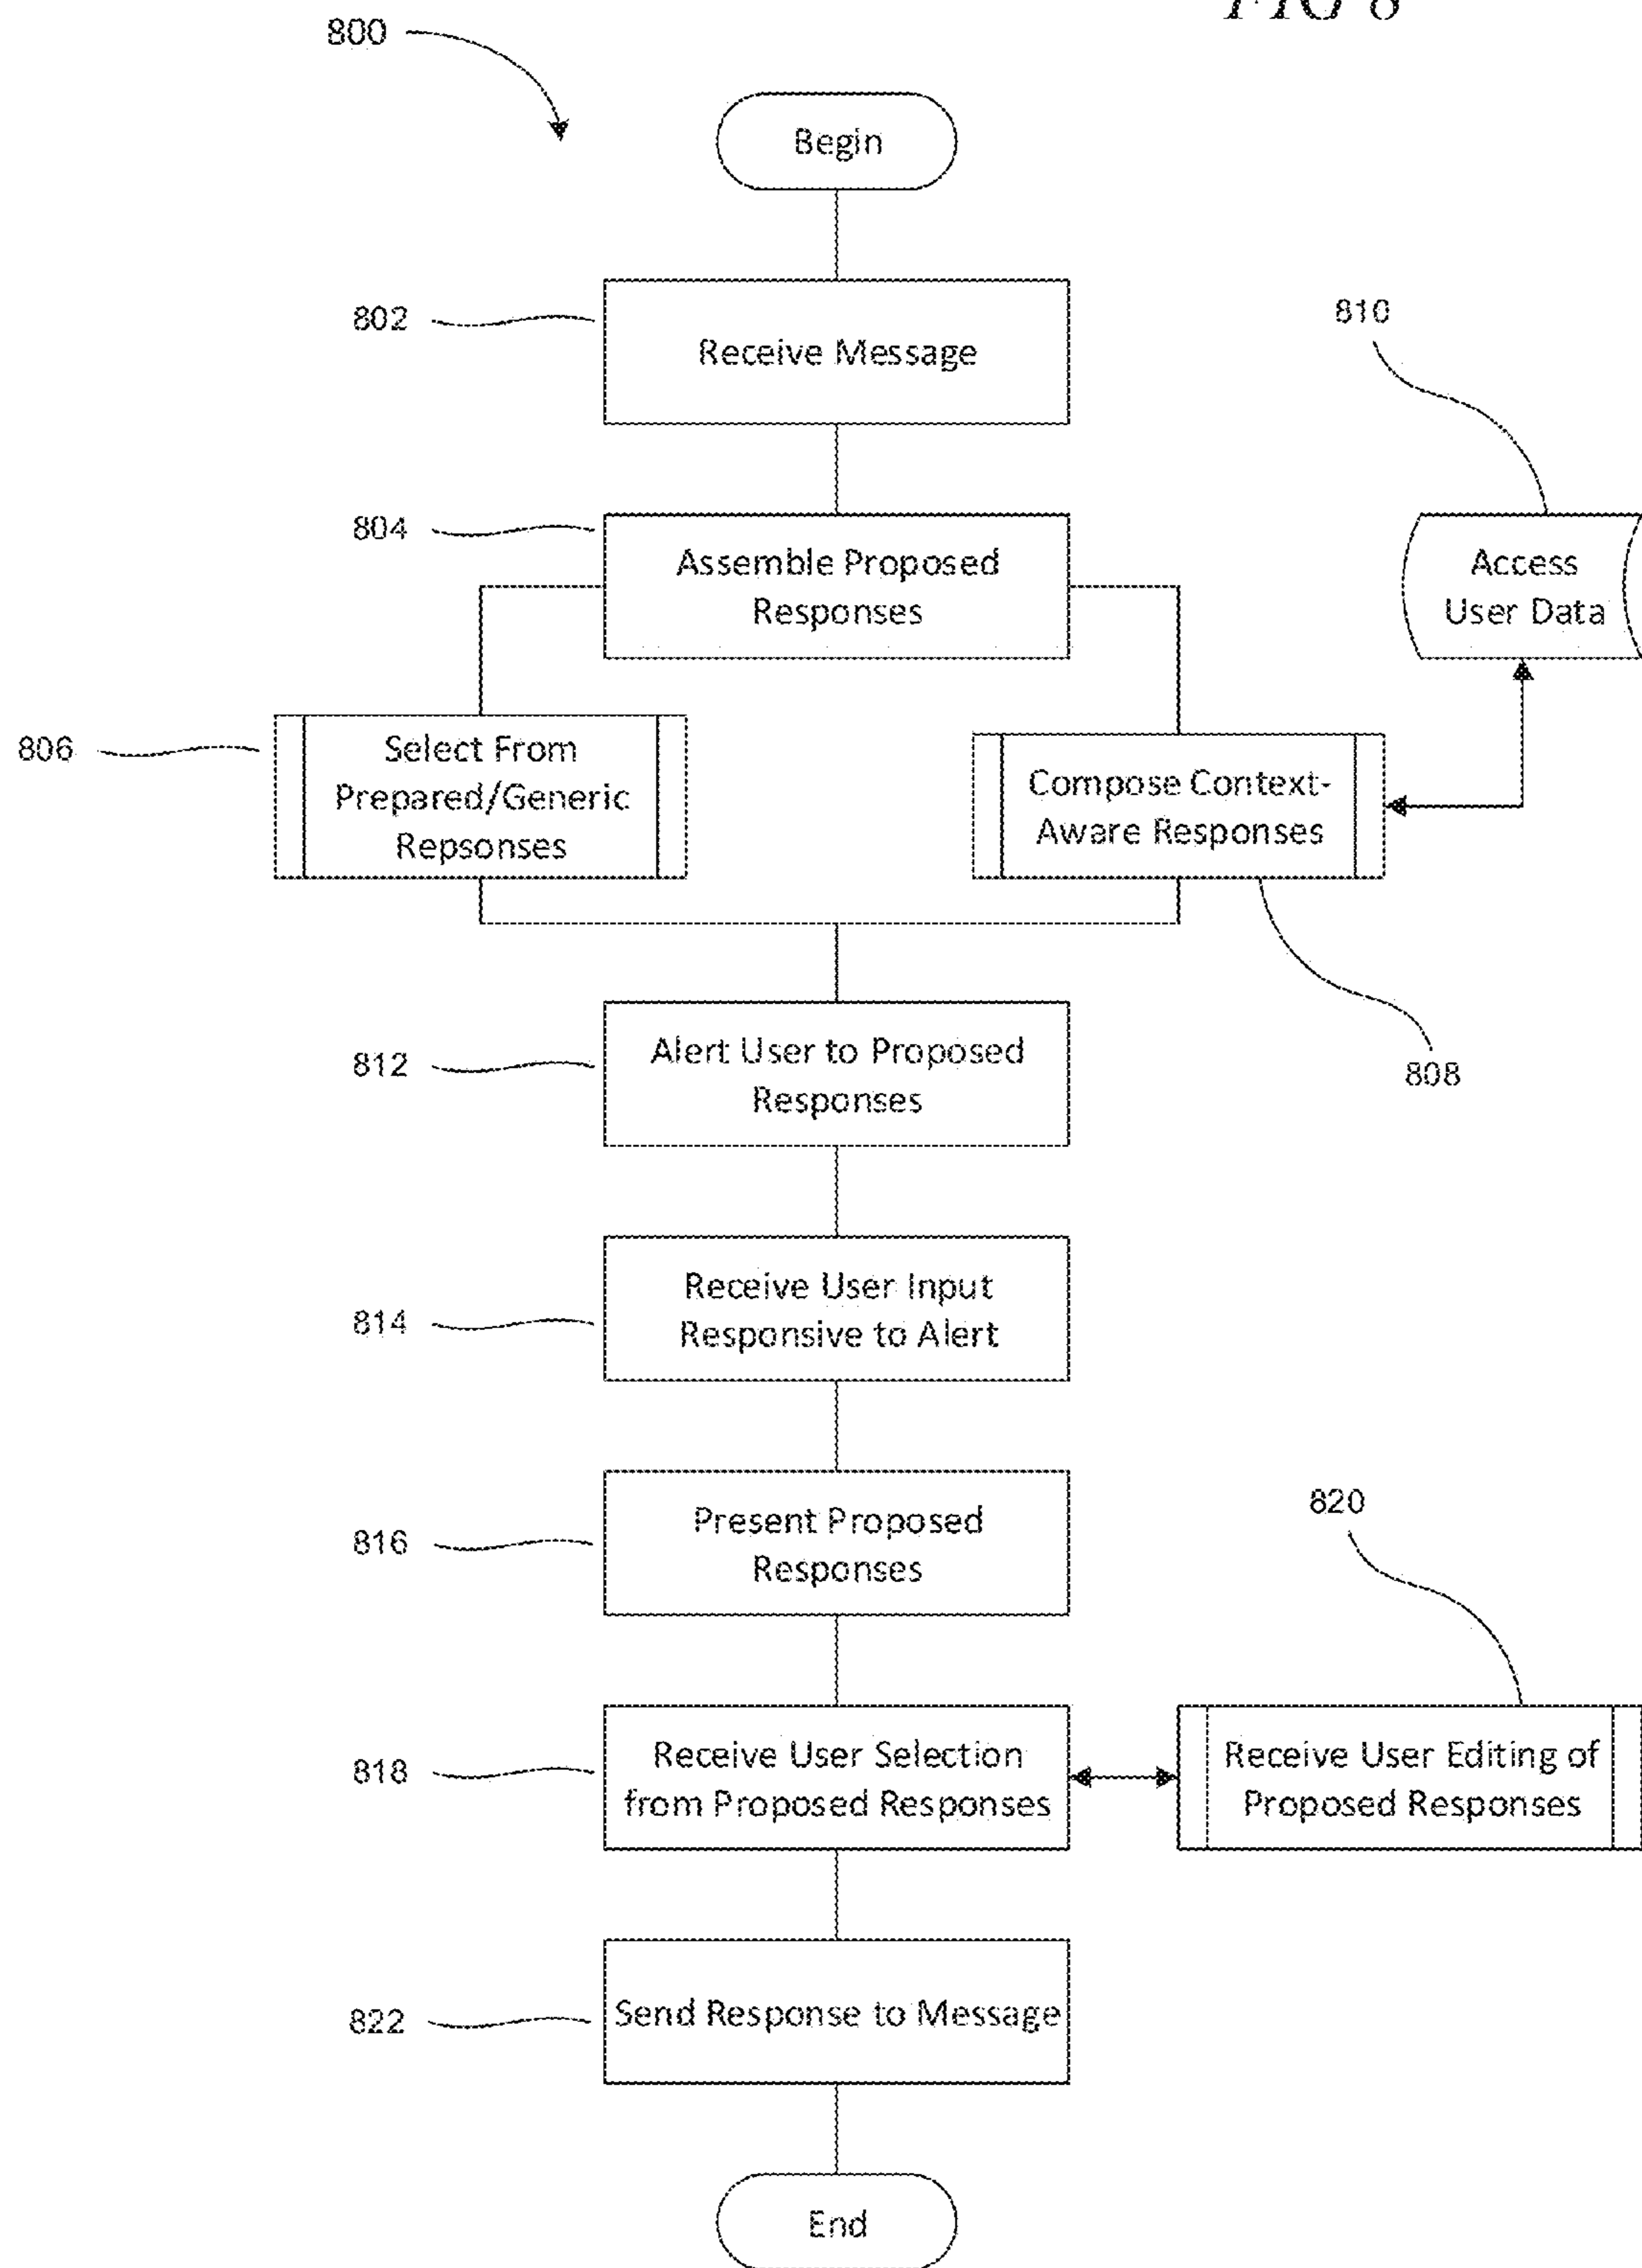 FIG 8
800
Begin
802
Receive Message
810
804
Assemble Proposed
Responses
Access
User Data
806
Select From
Prepared/Generic
Repsonses
Compose Context-
Aware Responses
808
812
Alert User to Proposed
Responses
814
Receive User Input
Responsive to Alert
816
Present Proposed
Responses
820
818
Receive User Selection
from Proposed Responses
Receive User Editing of
Proposed Responses
822
Send Response to Message
End